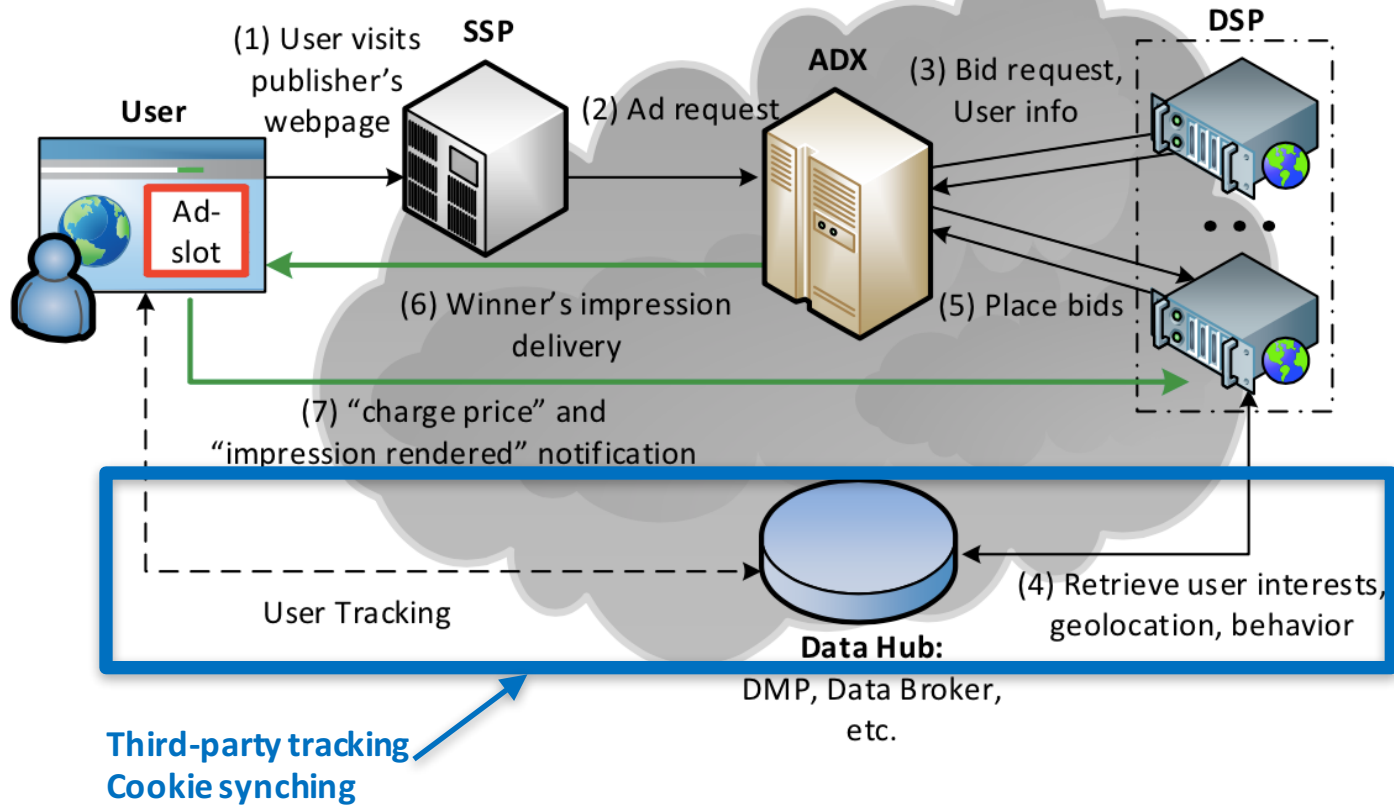 DSP
SSP
(1) User visits
publisher's
webpage
ADX
(3) Bid request,
User info
User
(2) Ad request
Ad-
slot
(6) Winner's impression
delivery
(5) Place bids
(7) “charge price” and
“impression rendered” notification
(4) Retrieve user interests,
geolocation, behavior
User Tracking
Data Hub:
DMP, Data Broker,
etc.
Third-party tracking
Cookie synching